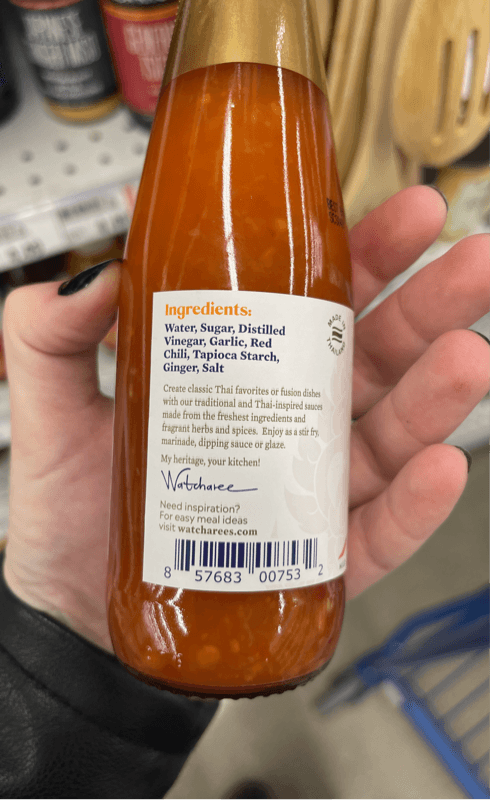 Ingredients:
Water, Sugar, Distilled
Vinegar, Garlic, Red
Chili, Tapioca Starch,
Ginger, Salt
Create classic Thai favorites or fusion dishes
with our traditional and Thai-inspired sauces
made from the freshest ingredients and
fragrant herbs and spices. Enjoy as a stir fry,
marinade, dipping sauce or glaze.
My heritage, your kitchen!
Watcharee
Need inspiration?
For easy meal ideas
visit watcharees.com
MADE IN
THAILAND
8 57683 00753 2